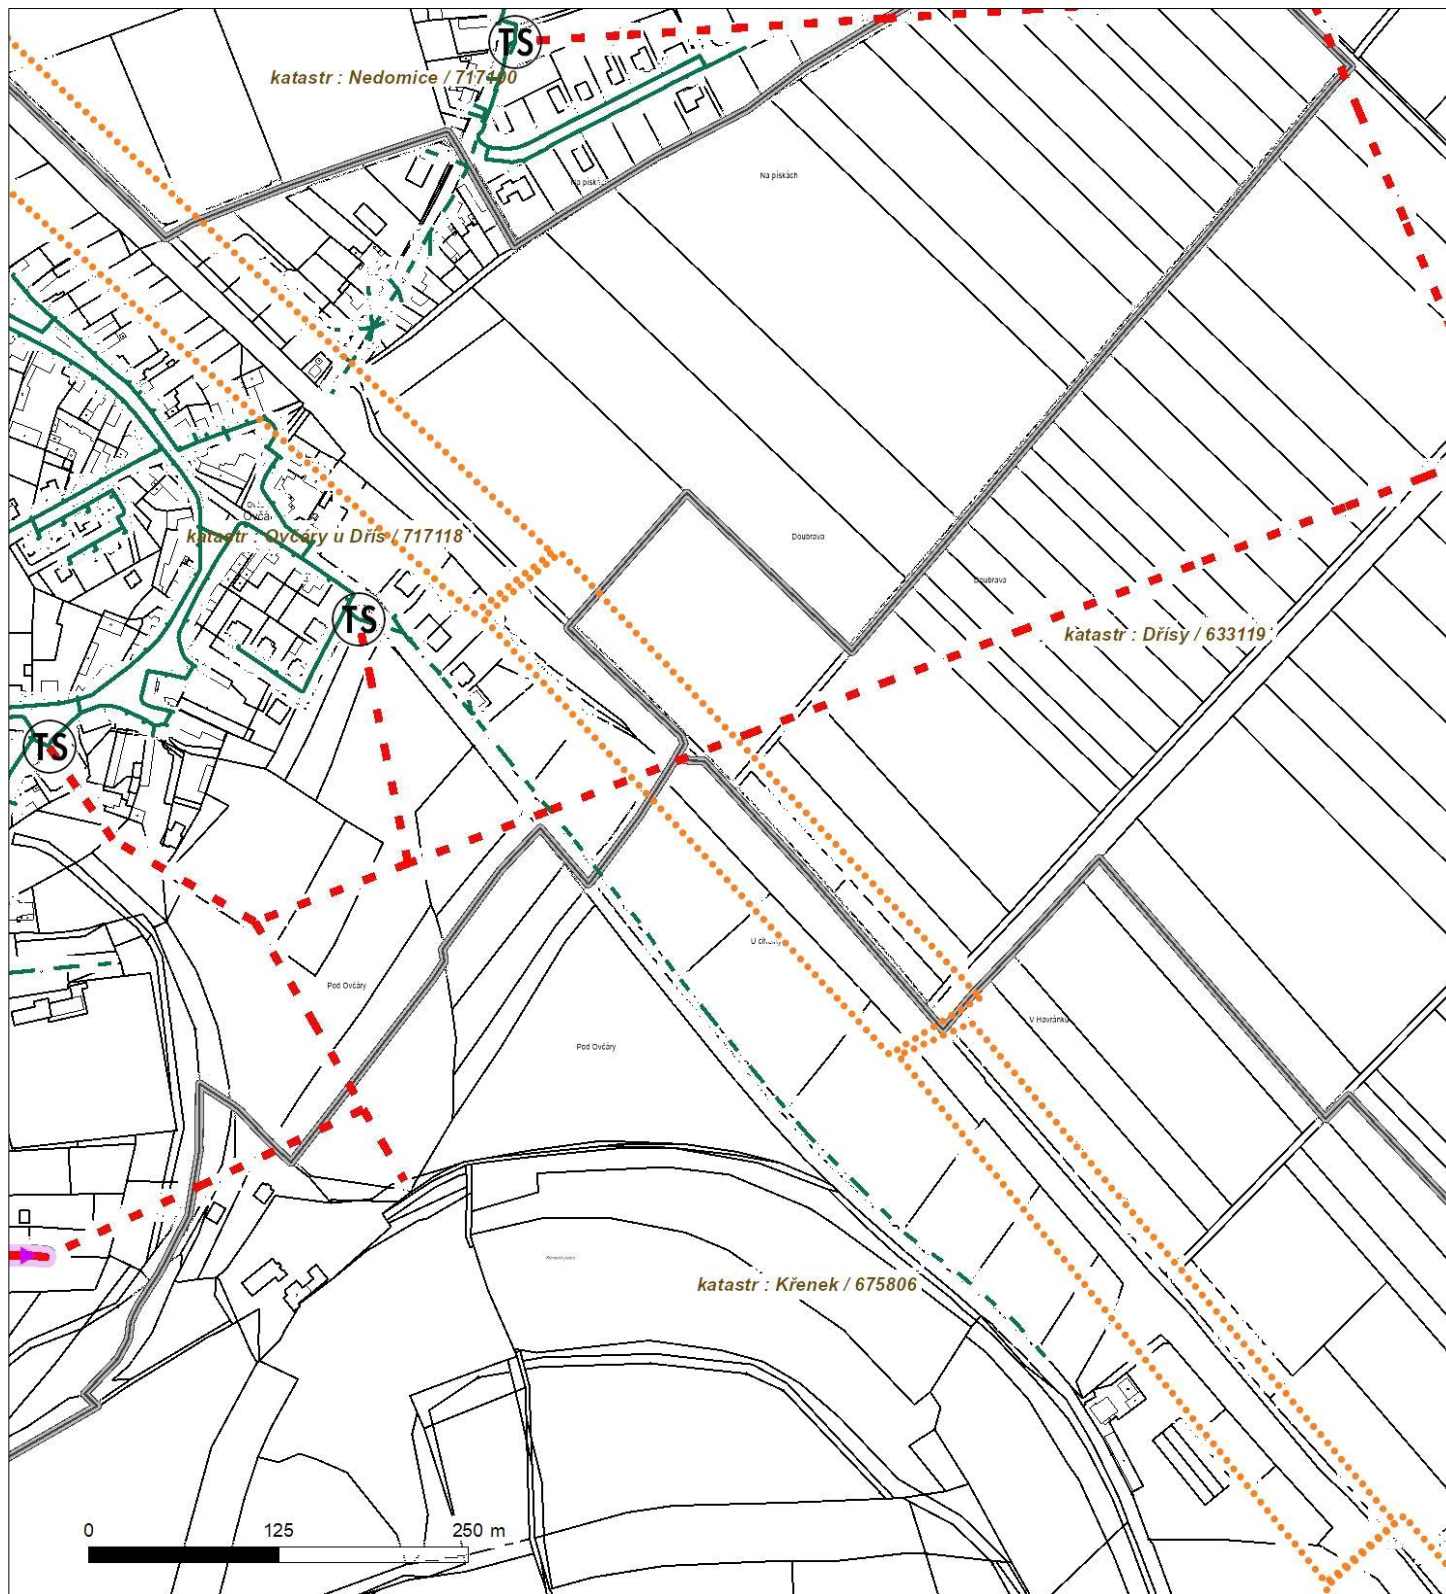 TS
katastr : Nedomice / 717100
Na pískách
katastr : Ovčáry u Dřís / 717118
Doubrava
Doubrava
TS
katastr : Dřísy / 633119
TS
Pod Ovčáry
V Havránku
Pod Ovčáry
katastr : Křenek / 675806
0 125 250 m